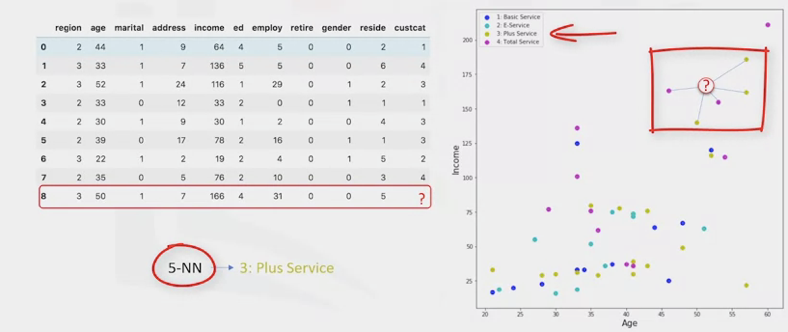 region age marital address income ed employ retire gender reside custcat
0 2 44 1 9 64 4 5 0 0 2 1
1 3 33 1 7 136 5 5 0 0 6 4
2 3 52 1 24 116 1 29 0 1 2 3
3 2 33 0 12 33 2 0 0 1 1 1
4 2 30 1 9 30 1 2 0 0 4 3
5 2 39 0 17 78 2 16 0 1 1 3
6 3 22 1 2 19 2 4 0 1 5 2
7 2 35 0 5 76 2 10 0 0 3 4
8 3 50 1 7 166 4 31 0 0 5 ?
5-NN
3: Plus Service
1: Basic Service
2: E-Service
3: Plus Service
4: Total Service
?
200
175
150
125
100
75
50
25
Income
20 25 30 35 40 45 50 55 60
Age